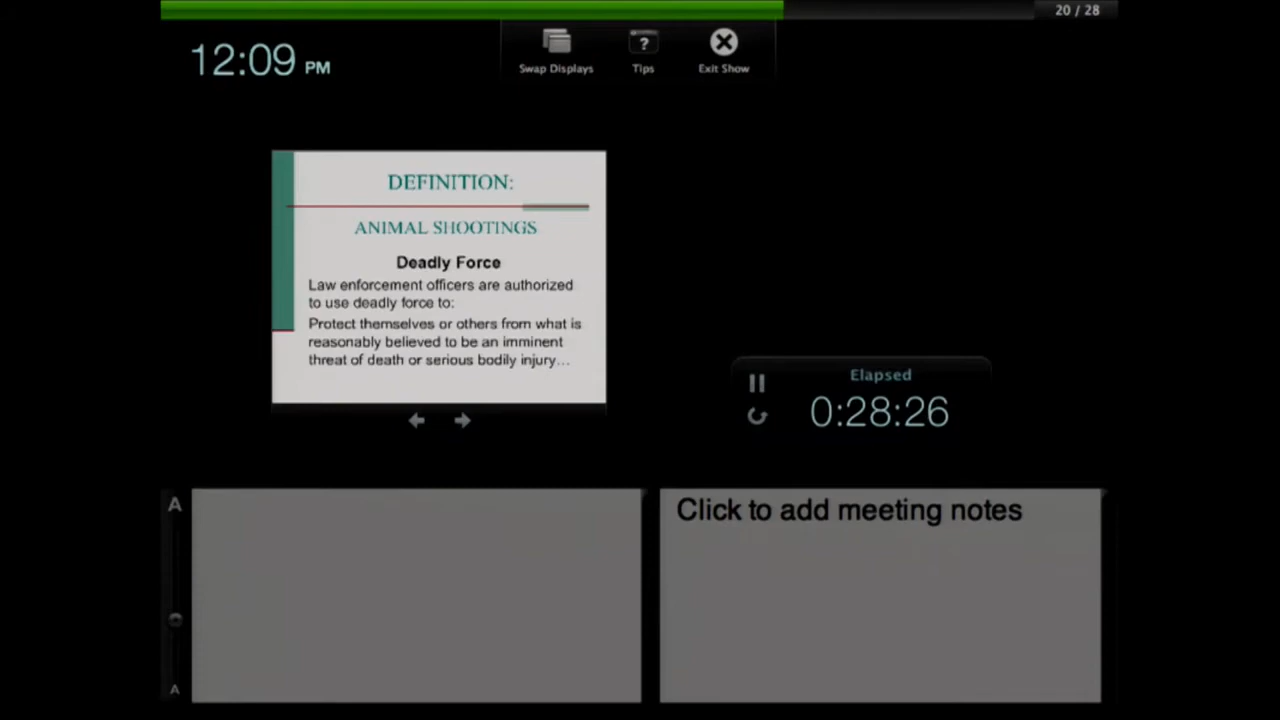 20 / 28
12:09 PM
Swap Displays
Tips
Exit Show
DEFINITION:
ANIMAL SHOOTINGS
Deadly Force
Law enforcement officers are authorized
to use deadly force to:
Protect themselves or others from what is
reasonably believed to be an imminent
threat of death or serious bodily injury…
Elapsed
0:28:26
A
A
Click to add meeting notes